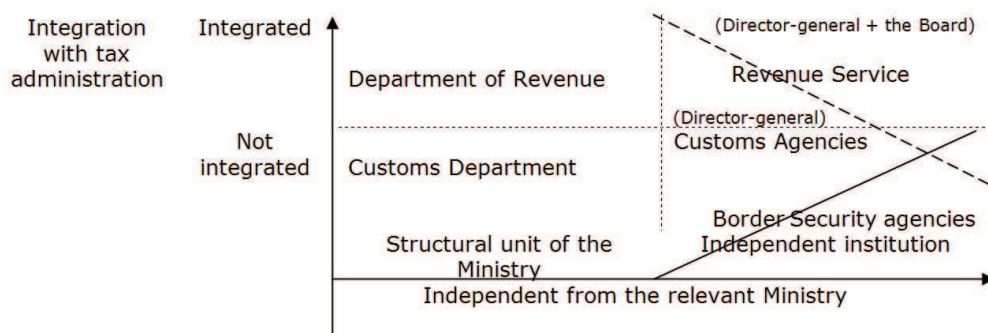 Integration
with tax
administration
Integrated
(Director-general + the Board)
Department of Revenue
Revenue Service
(Director-general)
Not
integrated
Customs Agencies
Customs Department
Border Security agencies
Structural unit of the
Ministry
Independent institution
Independent from the relevant Ministry